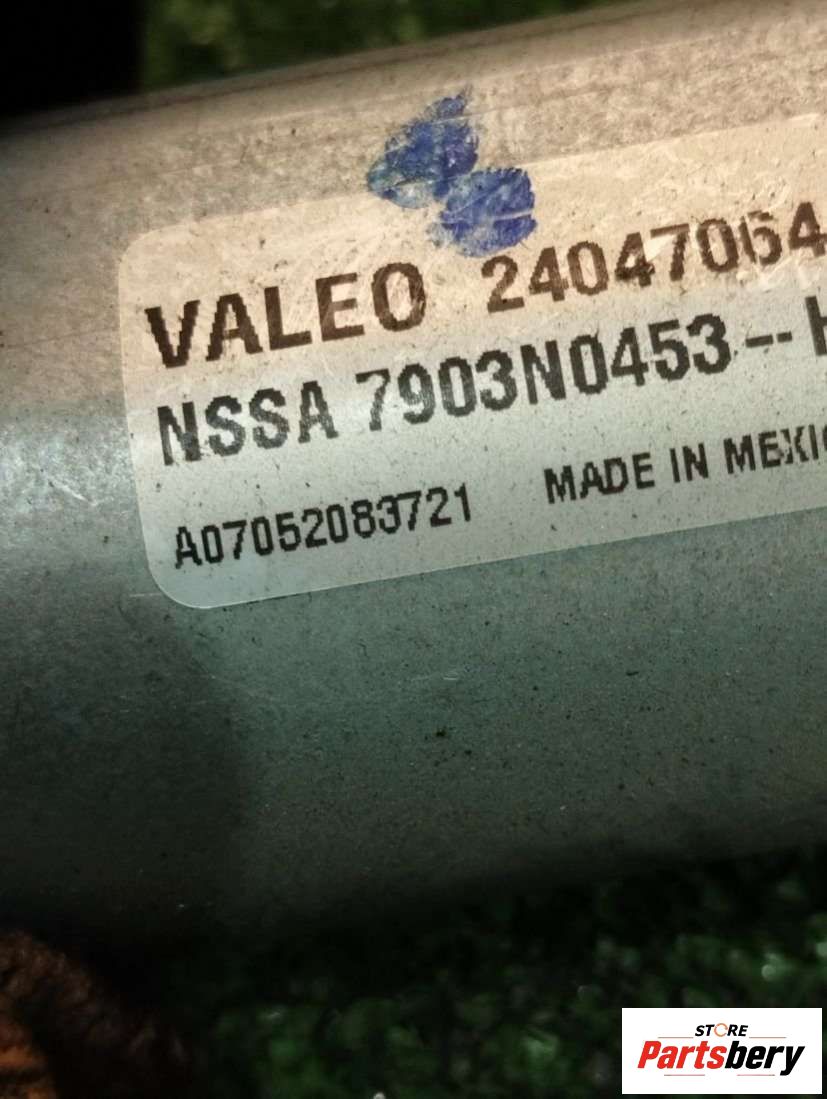 VALEO 24047064
NSSA 7903N0453--
A07052083721 MADE IN
STORE
Partsbery